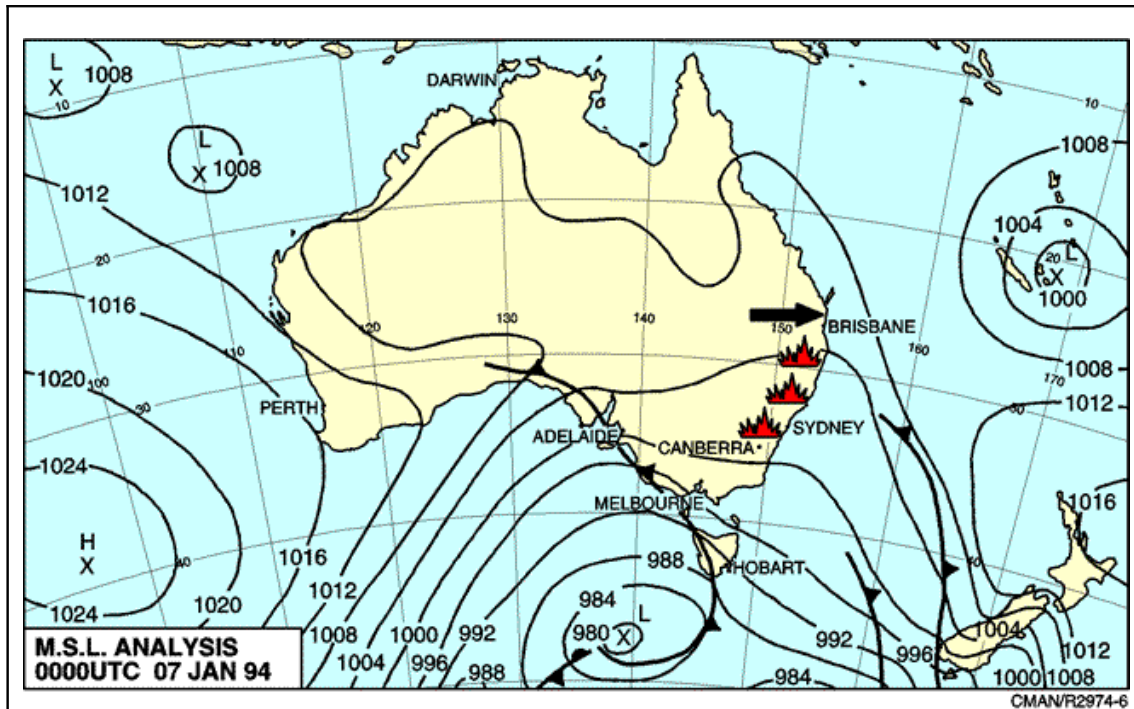 L
X
1008
10
DARWIN
10
L
X
1008
1008
1012
1004
L
20
X
1000
20
1016
130
140
150
BRISBANE
120
110
160
1008
1020
100
170
30
PERTH
1012
30
SYDNEY
ADELAIDE
CANBERRA
1024
1016
MELBOURNE
H
X
40
1016
40
988
HOBART
1024
1020
1012
984
L
980
X
1008
1000
992
992
1004
1012
1004
996
988
996
984
1000
1008
M.S.L. ANALYSIS
0000UTC 07 JAN 94
CMAN/R2974-6